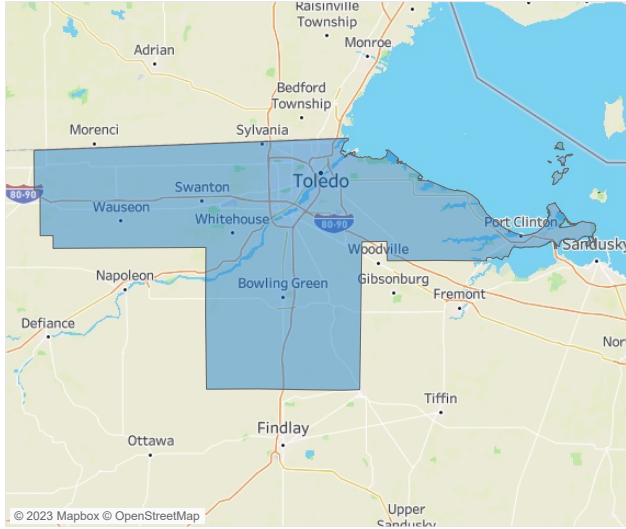 Raisinville
Township
Adrian
Monroe
Bedford
Township
Morenci
Sylvania
Toledo
80-90
Swanton
Wauseon
Whitehouse
80-90
Port Clinton
Sandusky
Woodville
Napoleon
Bowling Green
Gibsonburg
Fremont
Defiance
Nor
Tiffin
Findlay
Ottawa
Upper
Sandusky
© 2023 Mapbox © OpenStreetMap